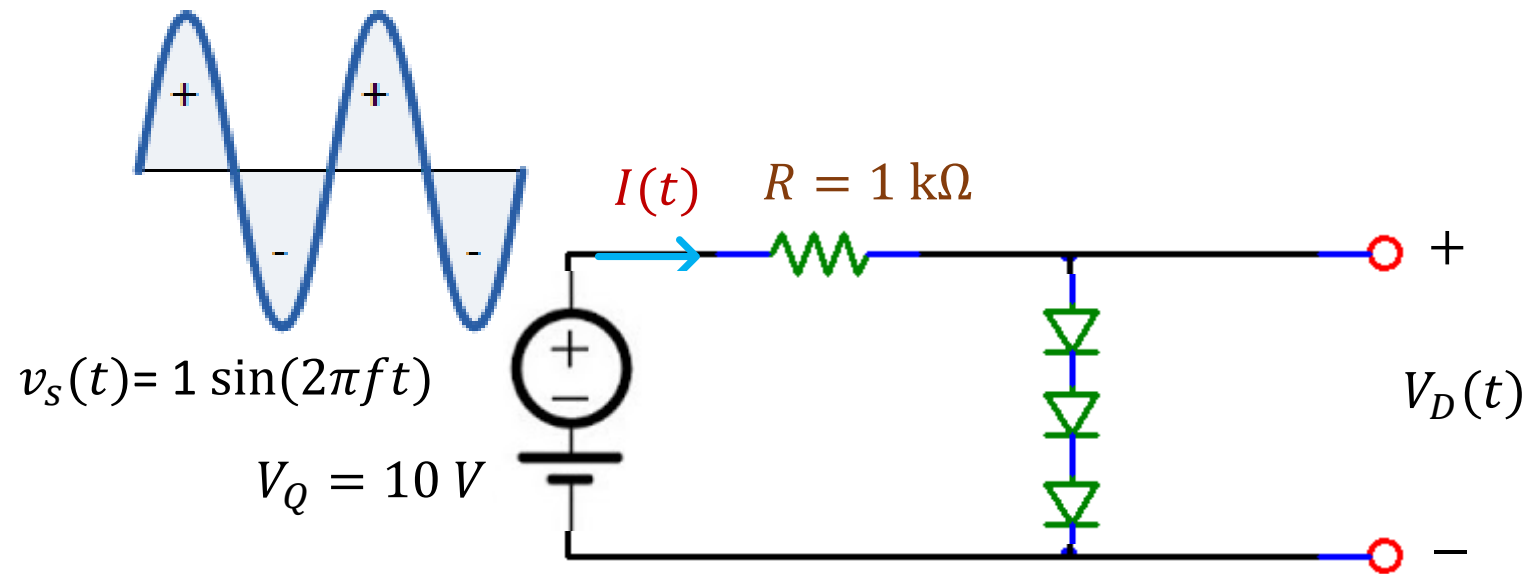 + +
- -
I(t) R = 1 kΩ
+
+
−
v_s(t)= 1 sin(2πft)
V_D(t)
V_Q = 10 V
−